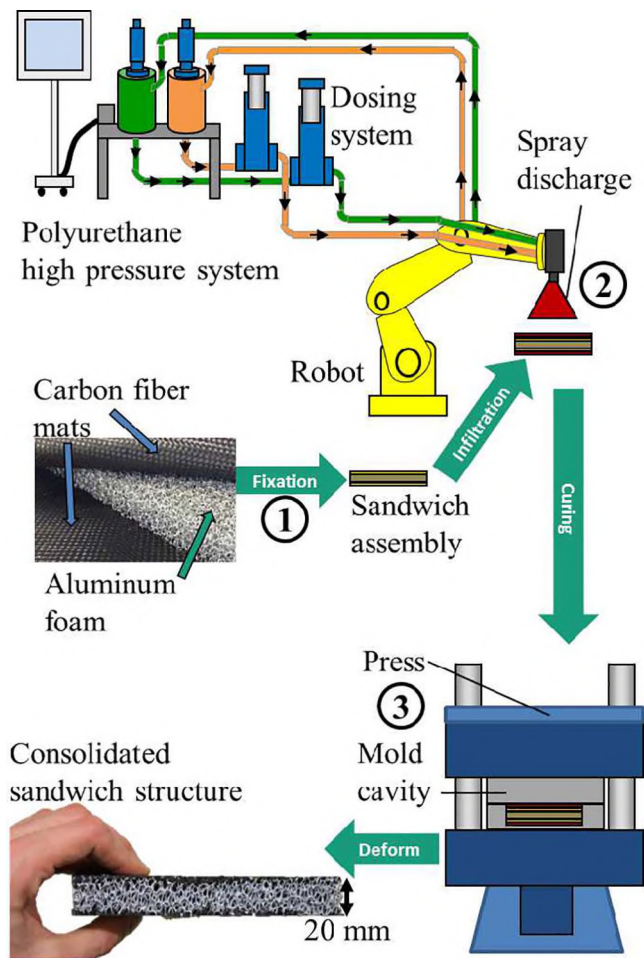 Dosing
system
Spray
discharge
Polyurethane
high pressure system
2
Robot
Carbon fiber
mats
Infiltration
Fixation
1
Sandwich
assembly
Curing
Aluminum
foam
Press
3
Mold
cavity
Consolidated
sandwich structure
Deform
20 mm